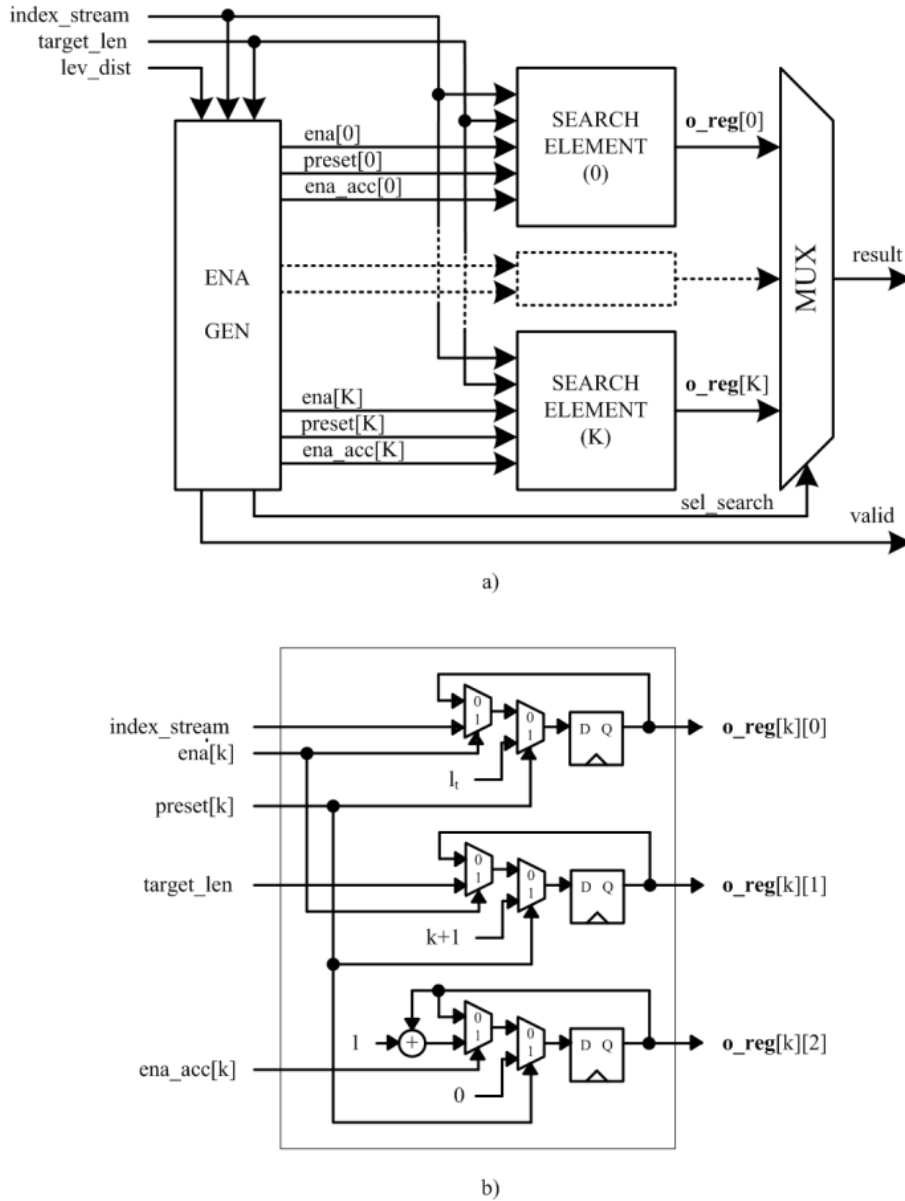 index_stream
target_len
lev_dist
ENA
GEN
ena[0]
preset[0]
ena_acc[0]
SEARCH
ELEMENT
(0)
o_reg[0]
MUX
result
ena[K]
preset[K]
ena_acc[K]
SEARCH
ELEMENT
(K)
o_reg[K]
sel_search
valid
a)
index_stream
ena[k]
preset[k]
0
1
0
1
l_t
D Q
o_reg[k][0]
target_len
0
1
0
1
k+1
D Q
o_reg[k][1]
1
+
0
1
0
1
ena_acc[k]
0
D Q
o_reg[k][2]
b)